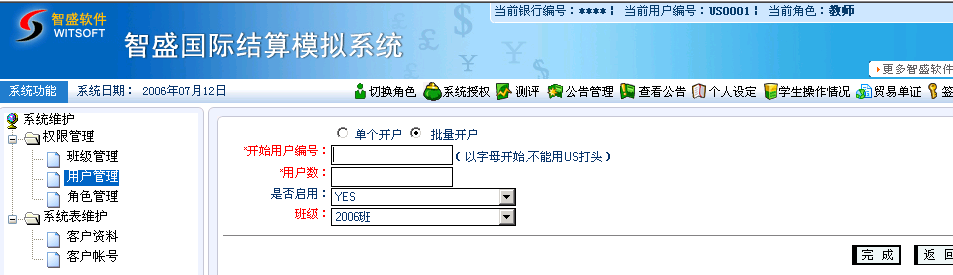 智盛软件
WITSOFT
智盛国际结算模拟系统
当前银行编号：****| 当前用户编号：US0001| 当前角色：教师
更多智盛软件
系统功能 系统日期： 2006年07月12日 切换角色 系统授权 测评 公告管理 查看公告 个人设定 学生操作情况 贸易单证 签
系统维护
权限管理
班级管理
用户管理
角色管理
系统表维护
客户资料
客户帐号
单个开户 批量开户
*开始用户编号： （以字母开始,不能用US打头）
*用户数：
是否启用： YES
班级： 2006班
完 成 返 回